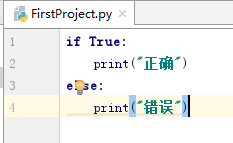 FirstProject.py
1 if True:
2 print("正确")
3 else:
4 print("错误")